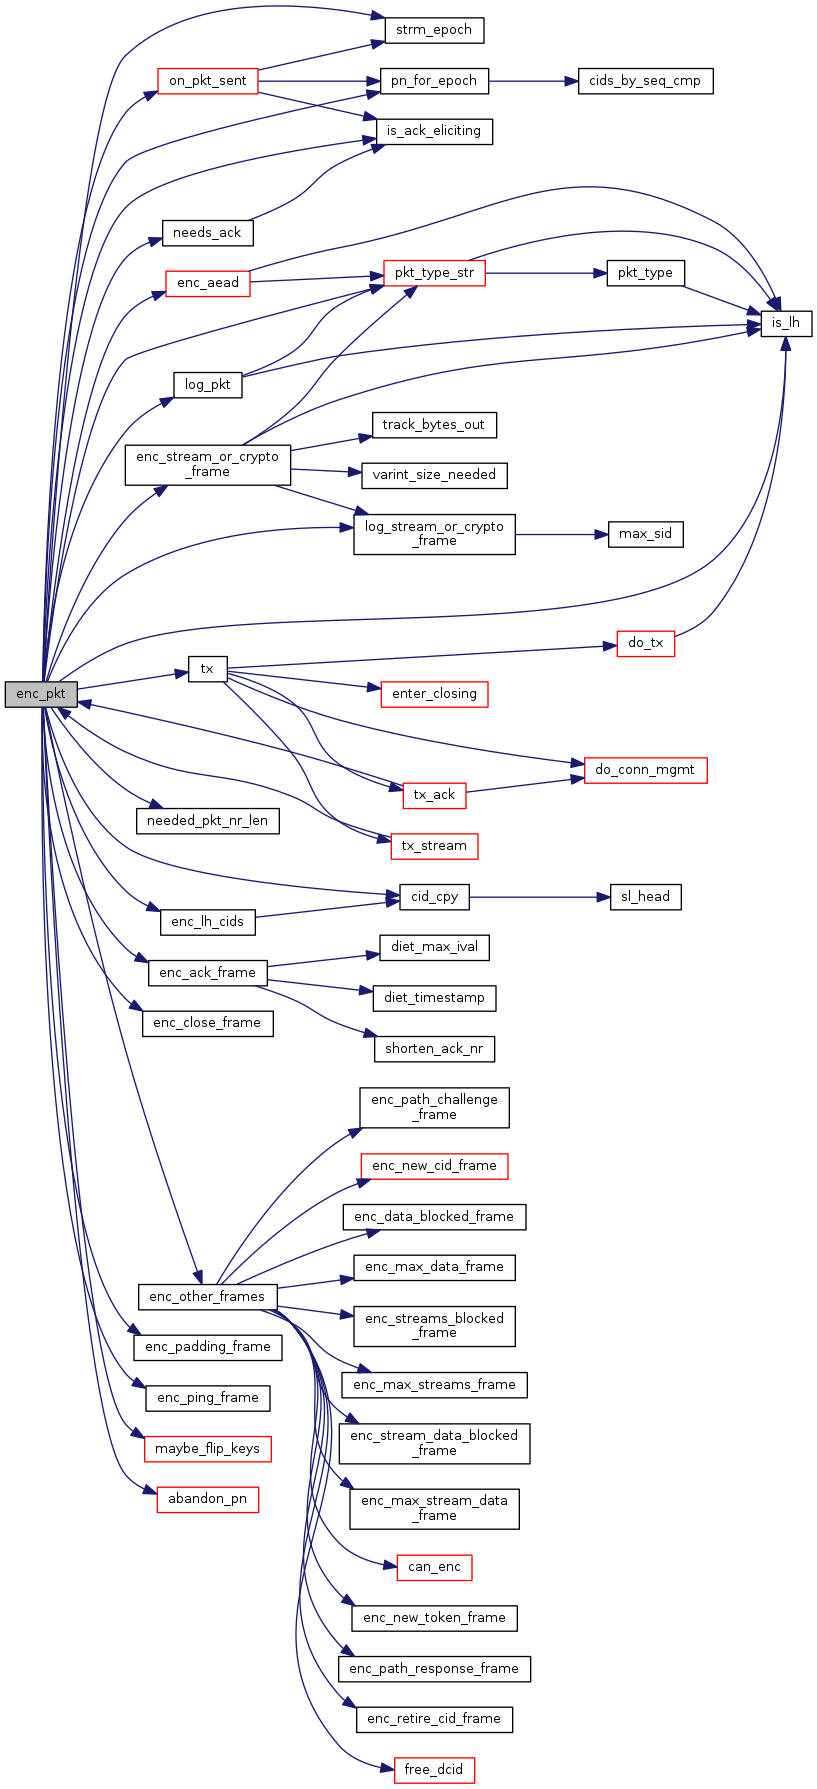 strm_epoch
on_pkt_sent
pn_for_epoch
cids_by_seq_cmp
is_ack_eliciting
needs_ack
enc_aead
pkt_type_str
pkt_type
is_lh
log_pkt
track_bytes_out
enc_stream_or_crypto
_frame
varint_size_needed
log_stream_or_crypto
_frame
max_sid
do_tx
tx
enc_pkt
enter_closing
do_conn_mgmt
tx_ack
needed_pkt_nr_len
tx_stream
cid_cpy
sl_head
enc_lh_cids
diet_max_ival
enc_ack_frame
diet_timestamp
enc_close_frame
shorten_ack_nr
enc_path_challenge
_frame
enc_new_cid_frame
enc_data_blocked_frame
enc_max_data_frame
enc_other_frames
enc_streams_blocked
_frame
enc_padding_frame
enc_max_streams_frame
enc_ping_frame
enc_stream_data_blocked
_frame
maybe_flip_keys
abandon_pn
enc_max_stream_data
_frame
can_enc
enc_new_token_frame
enc_path_response_frame
enc_retire_cid_frame
free_dcid